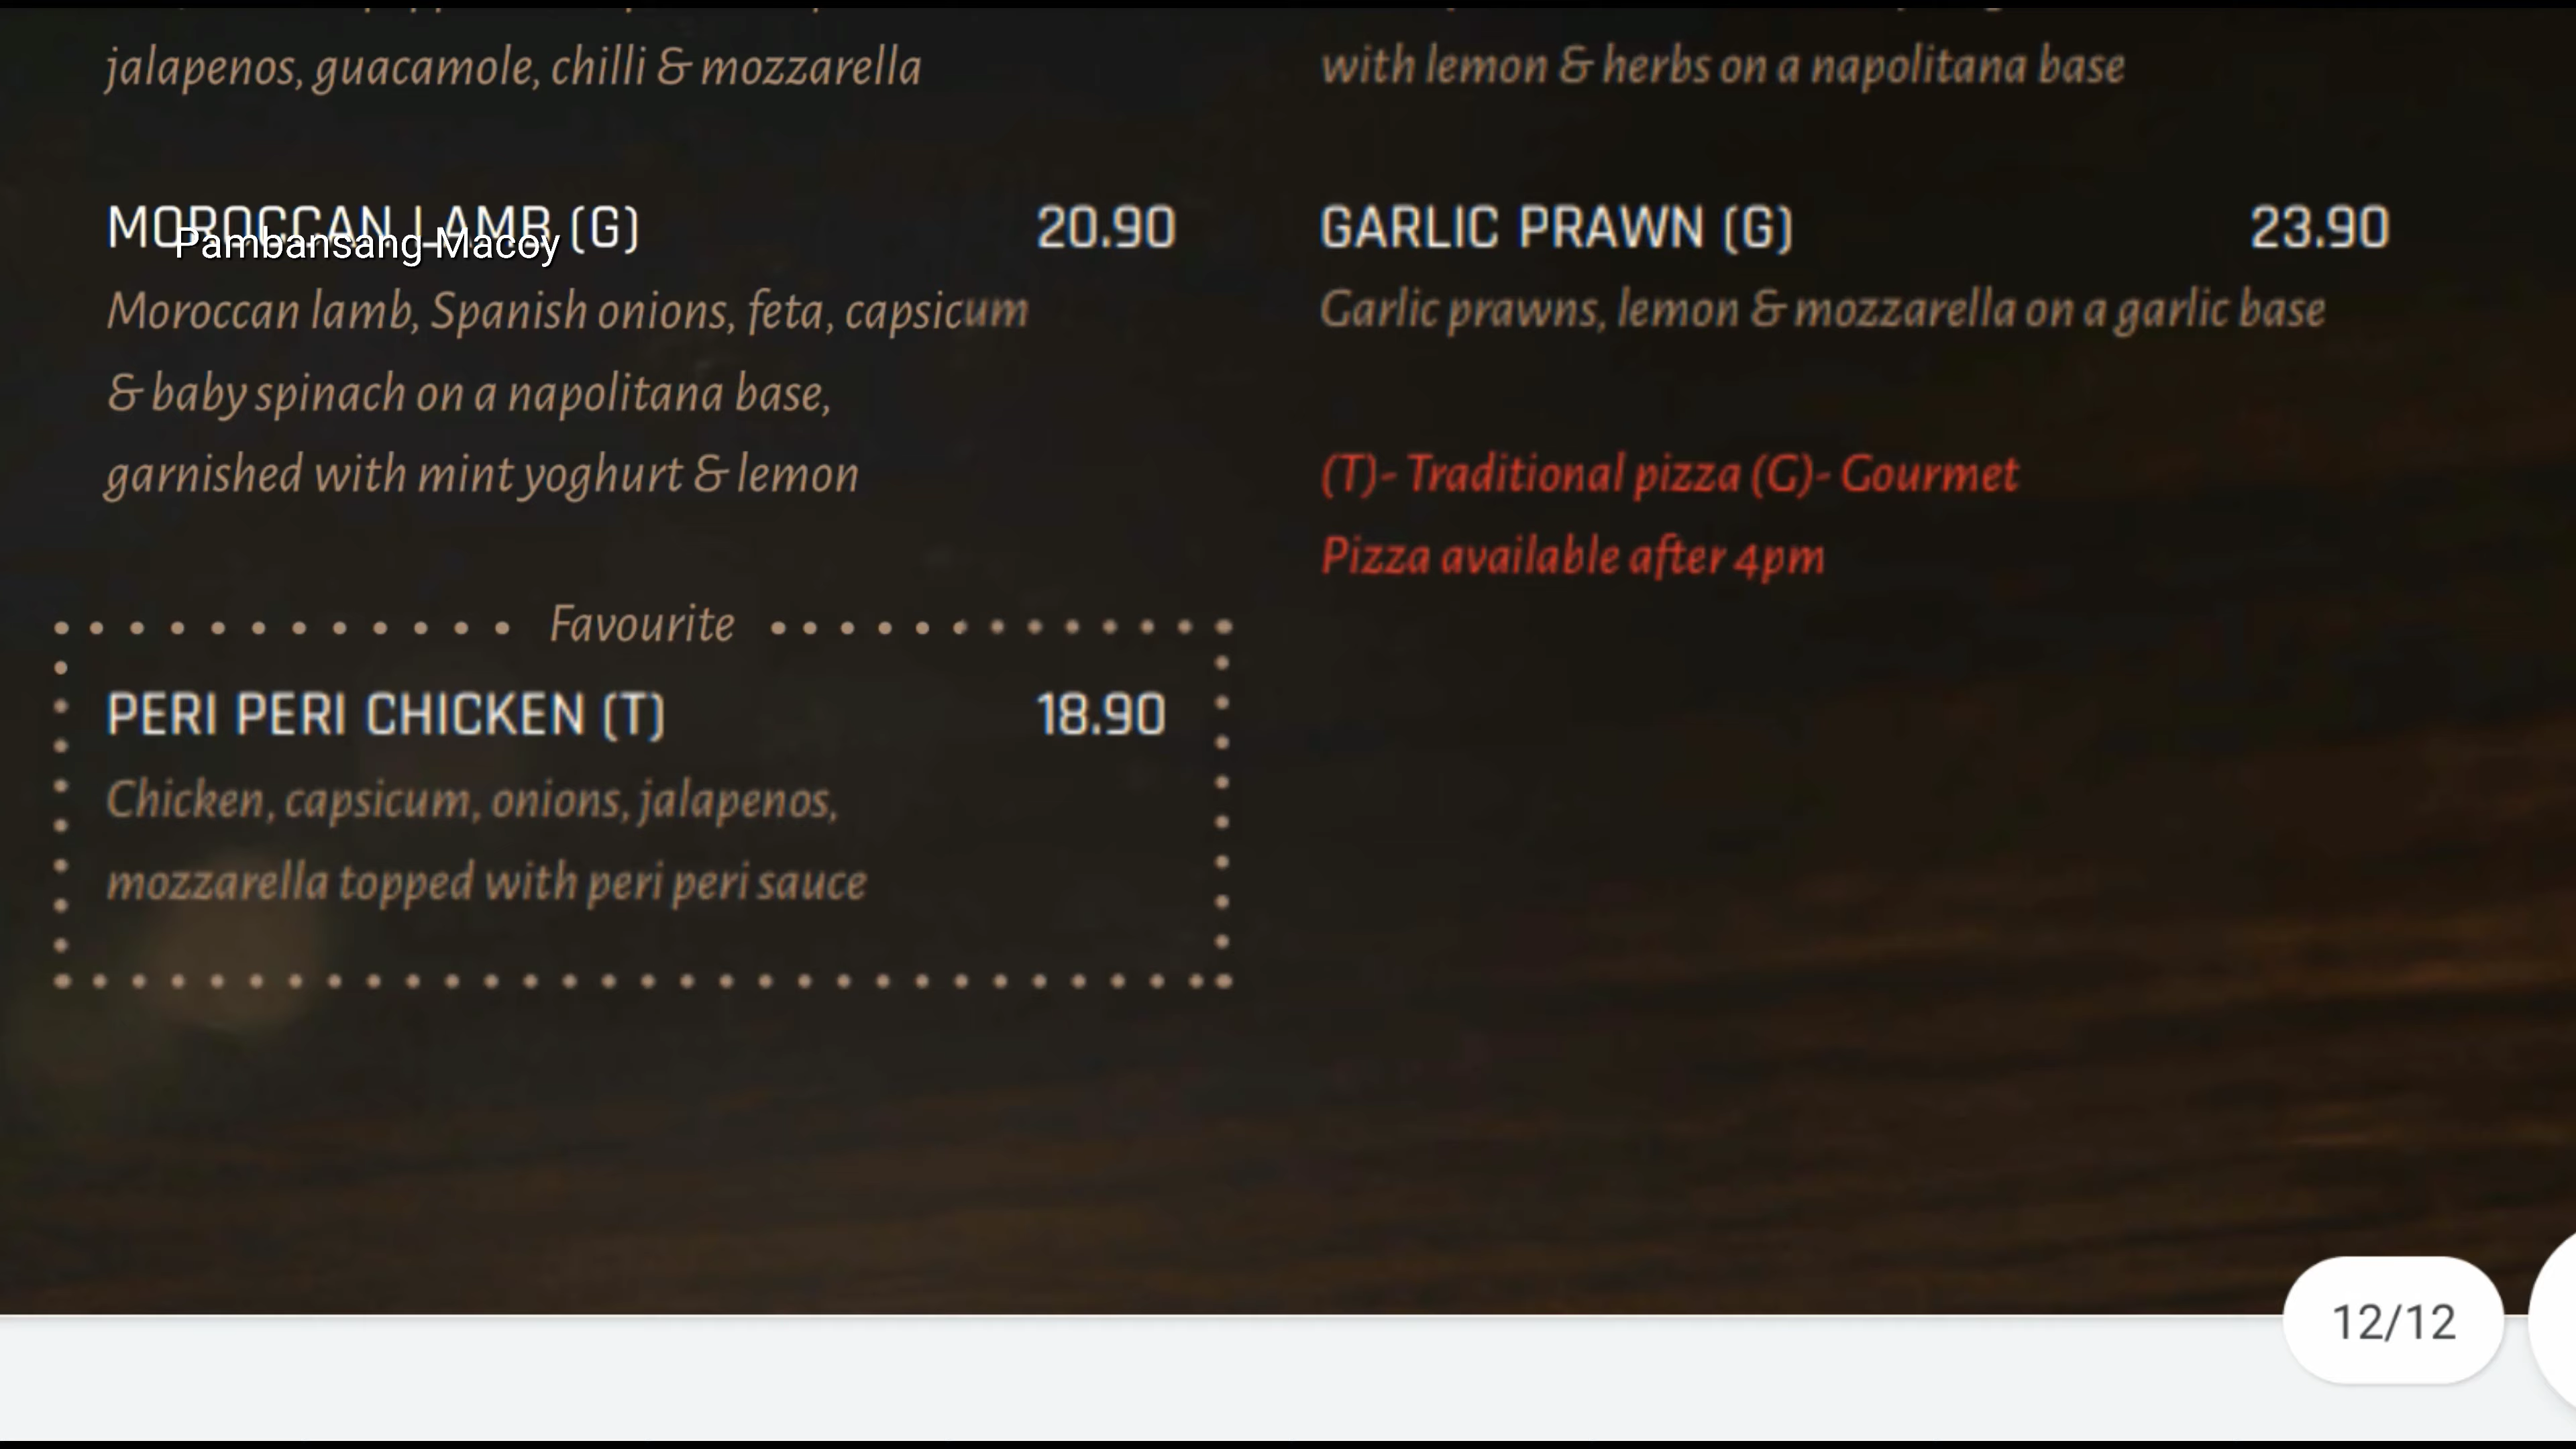 jalapenos, guacamole, chilli & mozzarella
MOROCCAN LAMB (G) 20.90
Pambansang Macoy
Moroccan lamb, Spanish onions, feta, capsicum
& baby spinach on a napolitana base,
garnished with mint yoghurt & lemon
Favourite
PERI PERI CHICKEN (T) 18.90
Chicken, capsicum, onions, jalapenos,
mozzarella topped with peri peri sauce
with lemon & herbs on a napolitana base
GARLIC PRAWN (G) 23.90
Garlic prawns, lemon & mozzarella on a garlic base
(T)- Traditional pizza (G)- Gourmet
Pizza available after 4pm
12/12